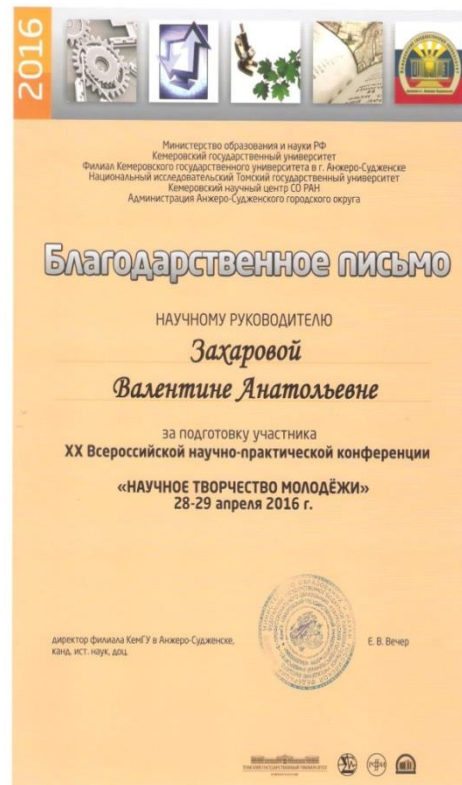 2016
Министерство образования и науки РФ
Кемеровский государственный университет
Филиал Кемеровского государственного университета в г. Анжеро-Судженске
Национальный исследовательский Томский государственный университет
Кемеровский научный центр СО РАН
Администрация Анжеро-Судженского городского округа
Благодарственное письмо
НАУЧНОМУ РУКОВОДИТЕЛЮ
Захаровой
Валентине Анатольевне
за подготовку участника
XX Всероссийской научно-практической конференции
«НАУЧНОЕ ТВОРЧЕСТВО МОЛОДЁЖИ»
28-29 апреля 2016 г.
директор филиала КемГУ в Анжеро-Судженске,
канд. ист. наук, доц.
Е. В. Вечер
ТОМСКИЙ ГОСУДАРСТВЕННЫЙ УНИВЕРСИТЕТ